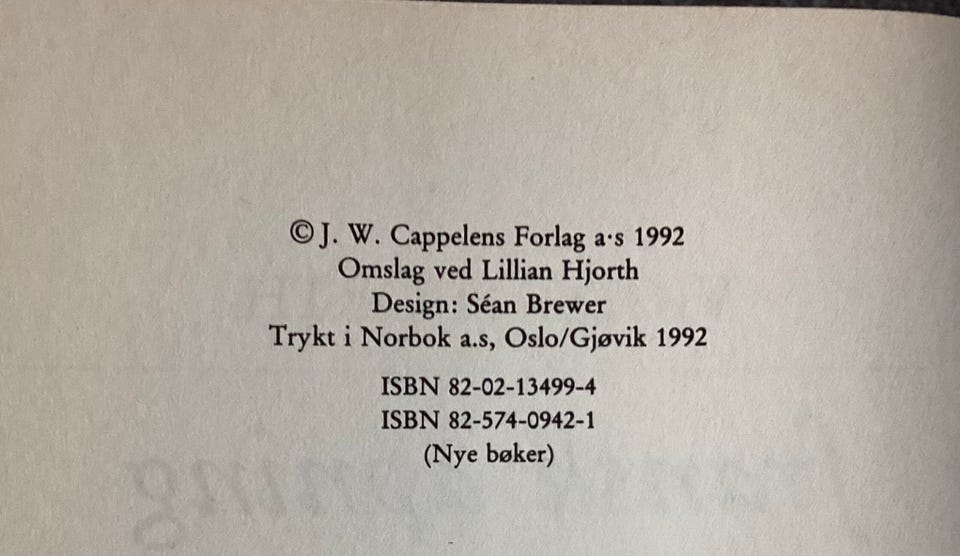 © J. W. Cappelens Forlag a·s 1992
Omslag ved Lillian Hjorth
Design: Séan Brewer
Trykt i Norbok a.s, Oslo/Gjøvik 1992
ISBN 82-02-13499-4
ISBN 82-574-0942-1
(Nye bøker)